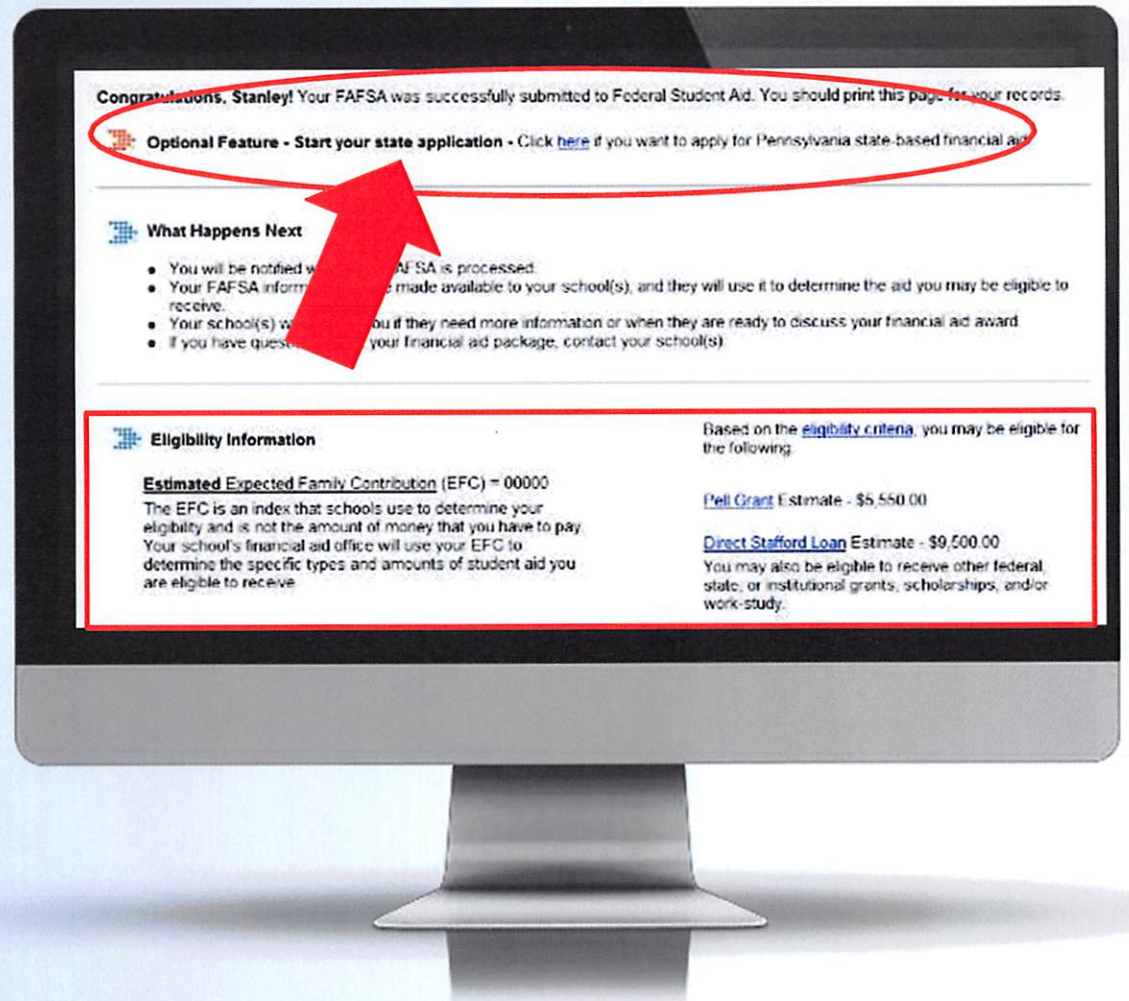 Congratulations, Stanley! Your FAFSA was successfully submitted to Federal Student Aid. You should print this page for your records.
Optional Feature - Start your state application - Click here if you want to apply for Pennsylvania state-based financial aid
What Happens Next
• You will be notified AFSA is processed.
• Your FAFSA made available to your school(s), and they will use it to determine the aid you may be eligible to
receive.
• Your school(s) if they need more information or when they are ready to discuss your financial aid award.
• If you have your financial aid package, contact your school(s).
Eligibility Information
Estimated Expected Family Contribution (EFC) = 00000
The EFC is an index that schools use to determine your
eligibility and is not the amount of money that you have to pay.
Your school's financial aid office will use your EFC to
determine the specific types and amounts of student aid you
are eligible to receive.
Based on the eligibility criteria, you may be eligible for
the following:
Pell Grant Estimate - $5,550.00
Direct Stafford Loan Estimate - $9,500.00
You may also be eligible to receive other federal,
state, or institutional grants, scholarships, and/or
work-study.